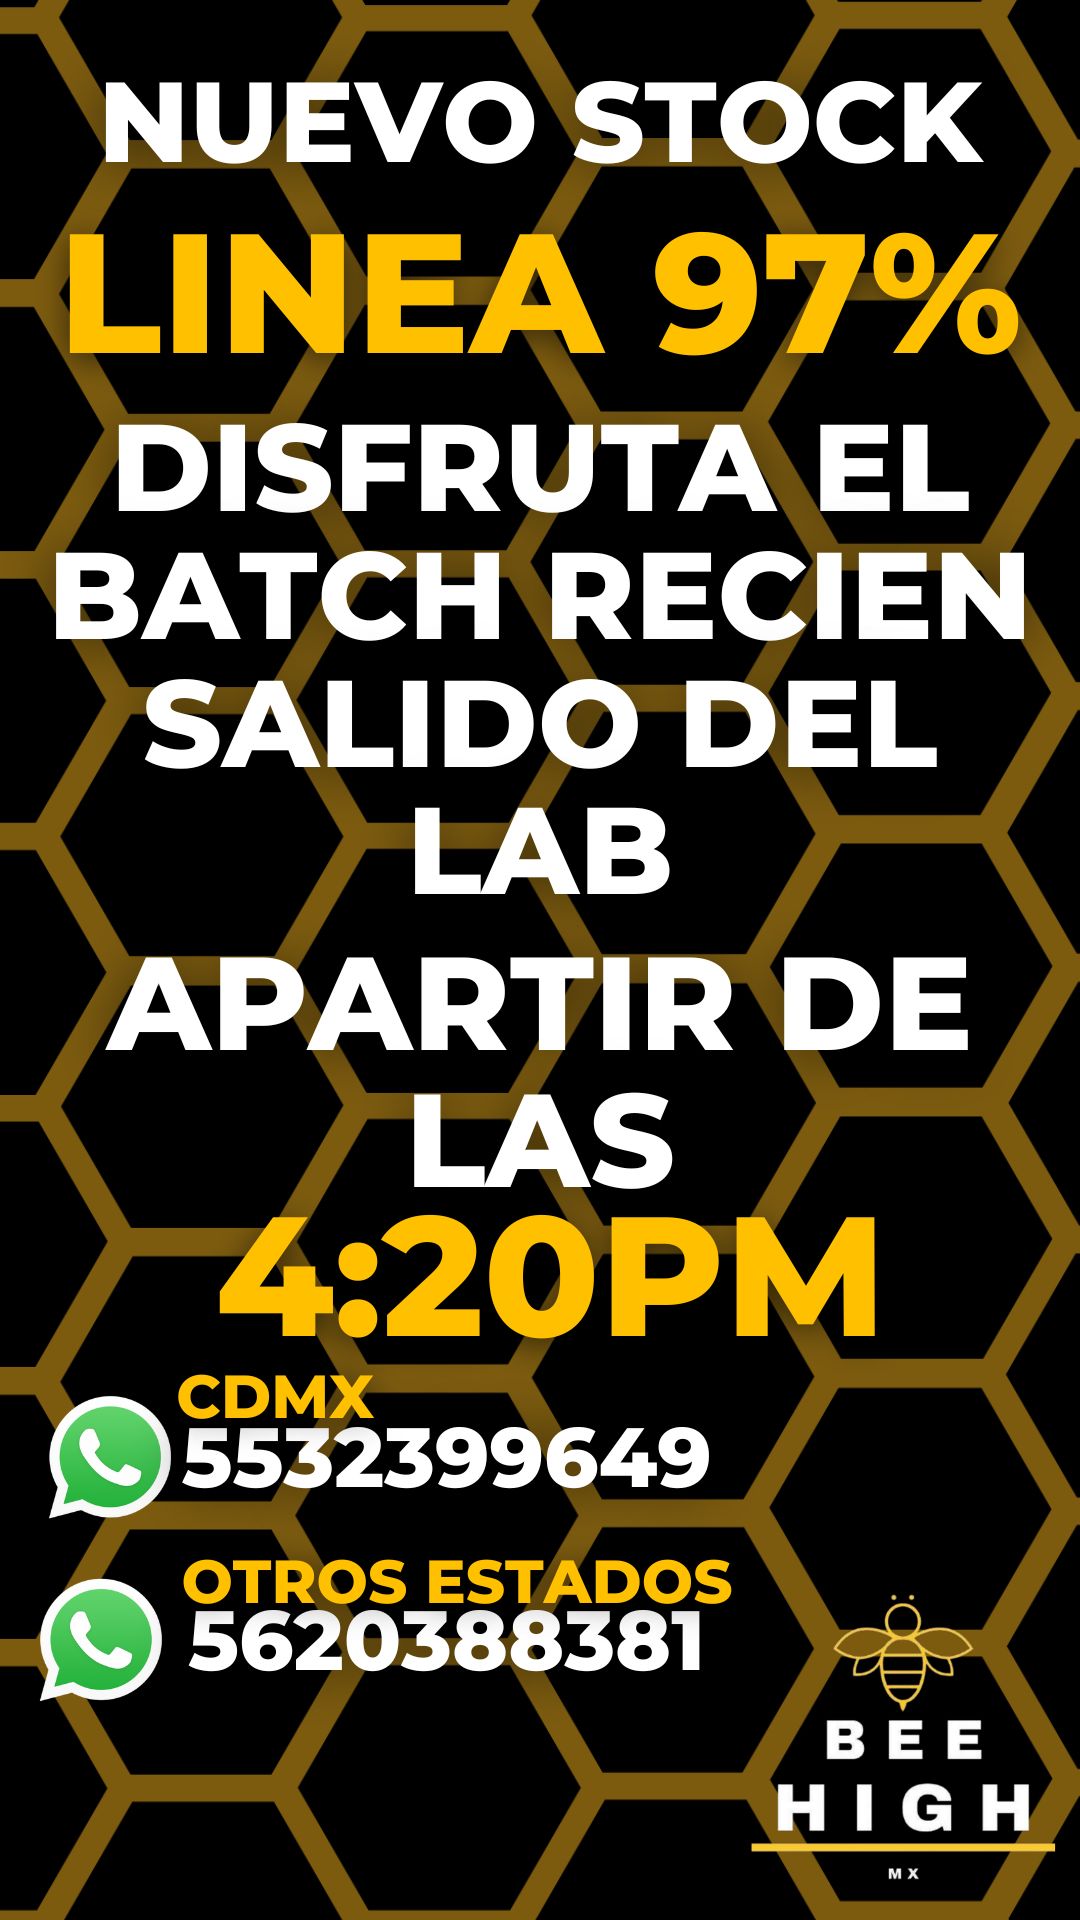 NUEVO STOCK
LINEA 97%
DISFRUTA EL
BATCH RECIEN
SALIDO DEL
LAB
APARTIR DE
LAS
4:20PM
CDMX
5532399649
OTROS ESTADOS
5620388381
BEE
HIGH
MX